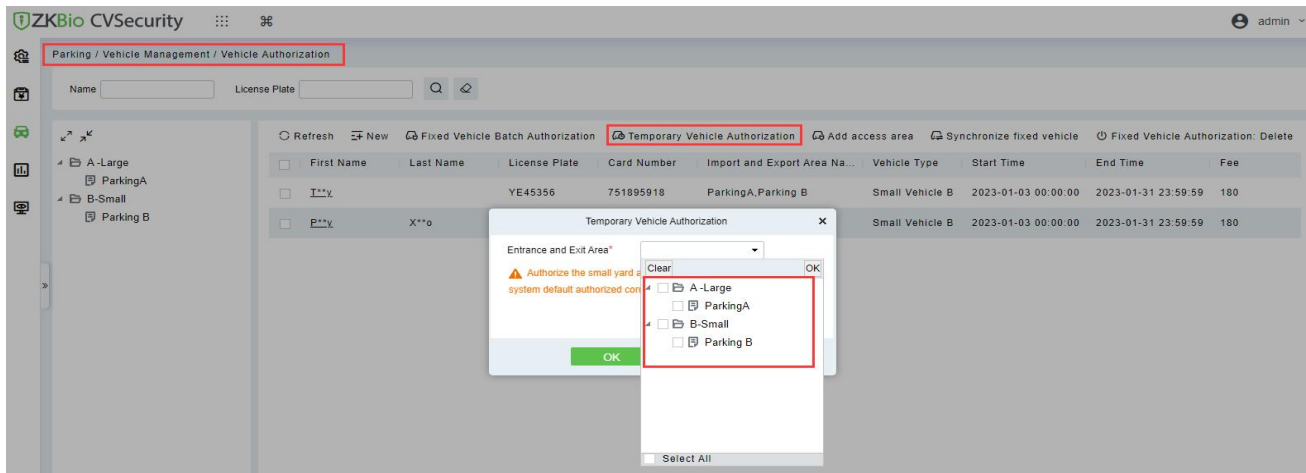 ZKBio CVSecurity admin
Parking / Vehicle Management / Vehicle Authorization
Name License Plate
Refresh New Fixed Vehicle Batch Authorization Temporary Vehicle Authorization Add access area Synchronize fixed vehicle Fixed Vehicle Authorization: Delete
A -Large
ParkingA
B-Small
Parking B
First Name Last Name License Plate Card Number Import and Export Area Na... Vehicle Type Start Time End Time Fee
T**y YE45356 751895918 ParkingA,Parking B Small Vehicle B 2023-01-03 00:00:00 2023-01-31 23:59:59 180
P**y X**o Small Vehicle B 2023-01-03 00:00:00 2023-01-31 23:59:59 180
Temporary Vehicle Authorization
Entrance and Exit Area*
Authorize the small yard a
system default authorized con
OK
Clear OK
A -Large
ParkingA
B-Small
Parking B
Select All